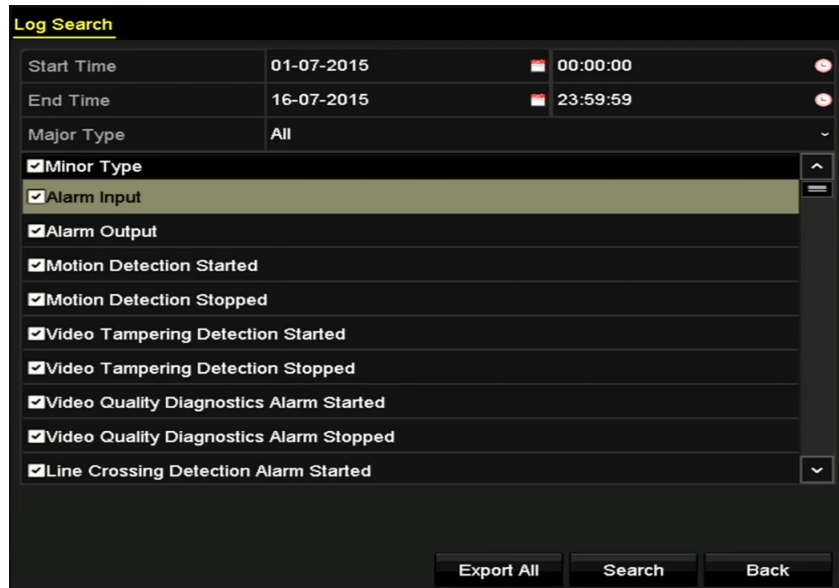 Log Search
Start Time 01-07-2015 00:00:00
End Time 16-07-2015 23:59:59
Major Type All
Minor Type
Alarm Input
Alarm Output
Motion Detection Started
Motion Detection Stopped
Video Tampering Detection Started
Video Tampering Detection Stopped
Video Quality Diagnostics Alarm Started
Video Quality Diagnostics Alarm Stopped
Line Crossing Detection Alarm Started
Export All Search Back